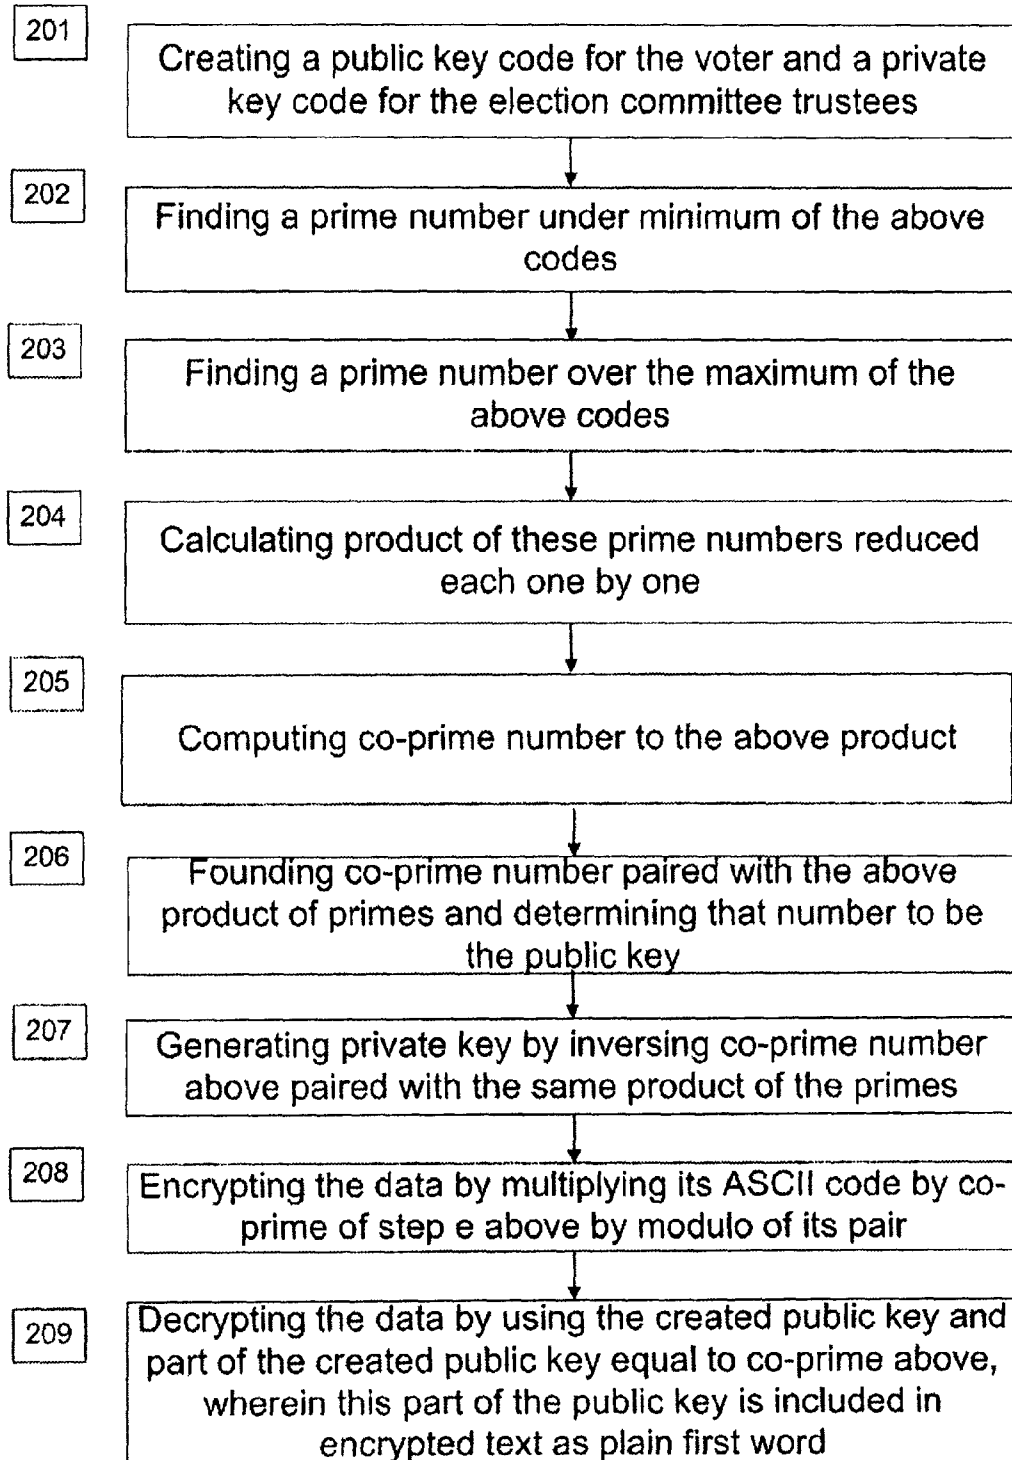 201
Creating a public key code for the voter and a private
key code for the election committee trustees
202
Finding a prime number under minimum of the above
codes
203
Finding a prime number over the maximum of the
above codes
204
Calculating product of these prime numbers reduced
each one by one
205
Computing co-prime number to the above product
206
Founding co-prime number paired with the above
product of primes and determining that number to be
the public key
207
Generating private key by inversing co-prime number
above paired with the same product of the primes
208
Encrypting the data by multiplying its ASCII code by co-
prime of step e above by modulo of its pair
209
Decrypting the data by using the created public key and
part of the created public key equal to co-prime above,
wherein this part of the public key is included in
encrypted text as plain first word